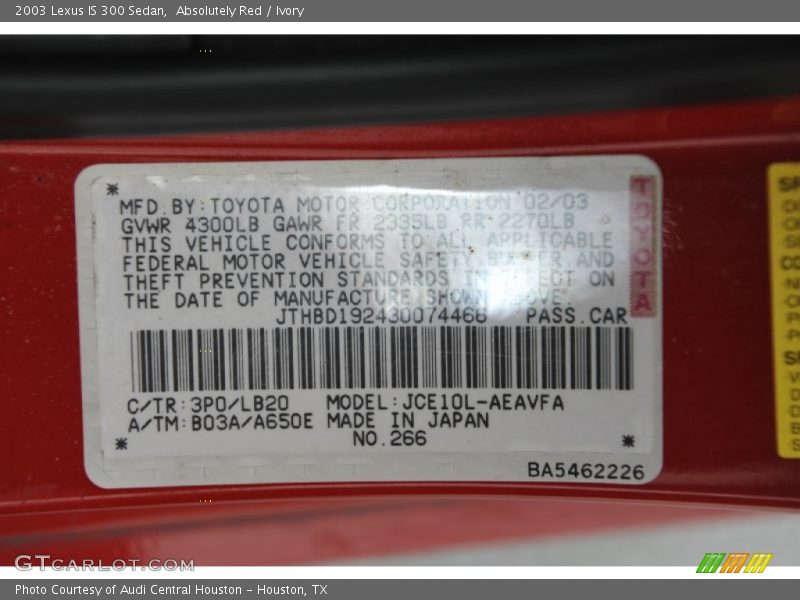 2003 Lexus IS 300 Sedan,  Absolutely Red / Ivory
MFD.BY:TOYOTA MOTOR CORPORATION 02/03
GVWR 4300LB GAWR FR 2335LB RR 2270LB
THIS VEHICLE CONFORMS TO ALL APPLICABLE
FEDERAL MOTOR VEHICLE SAFETY, BUMPER AND
THEFT PREVENTION STANDARDS IN EFFECT ON
THE DATE OF MANUFACTURE SHOWN ABOVE.
JTHBD192430074466 PASS.CAR
TOYOTA
C/TR:3P0/LB20 MODEL:JCE10L-AEAVFA
A/TM:B03A/A650E MADE IN JAPAN
NO.266
BA5462226
GTCARLOT.COM
Photo Courtesy of Audi Central Houston – Houston, TX